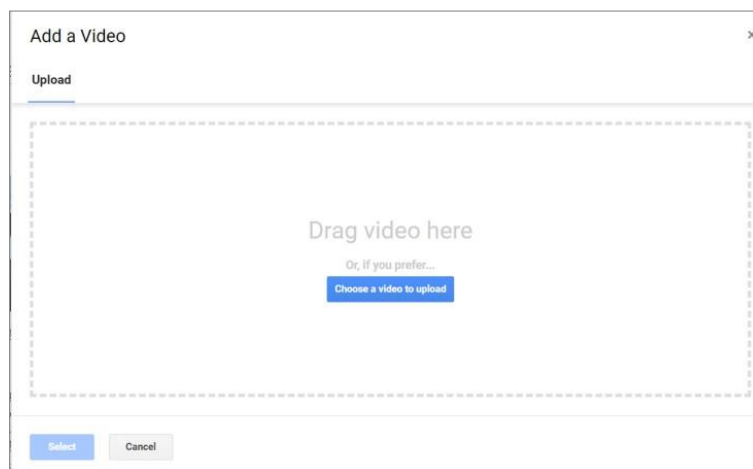 Add a Video
Upload
Drag video here
Or, if you prefer...
Choose a video to upload
Select
Cancel